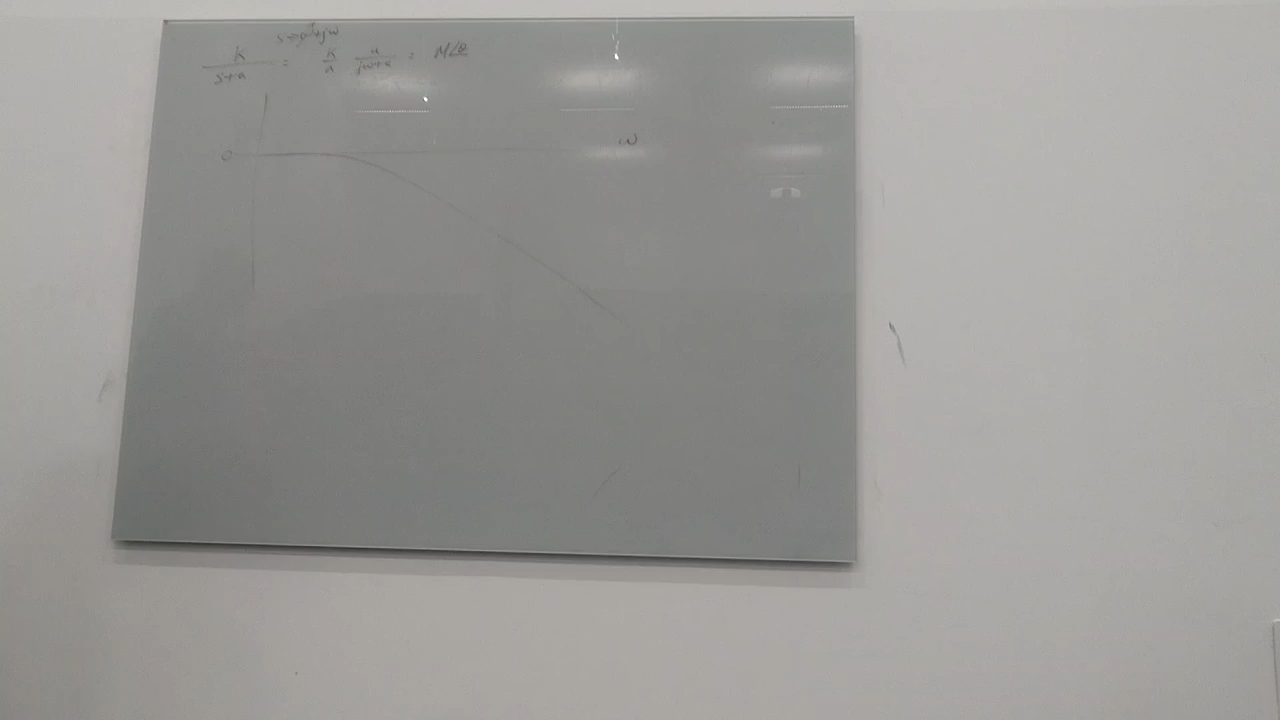 s→σ+jω
K/(s+a) = K/a a/(jω+a) = M∠θ
0 ω